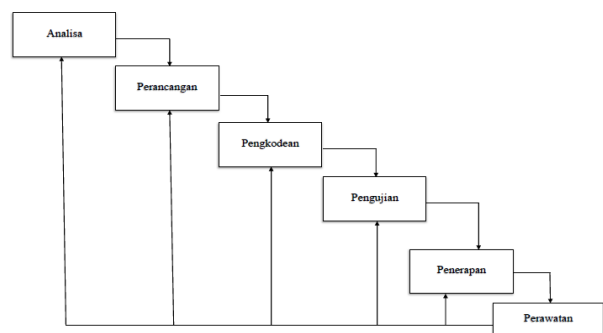 Analisa
Perancangan
Pengkodean
Pengujian
Penerapan
Perawatan